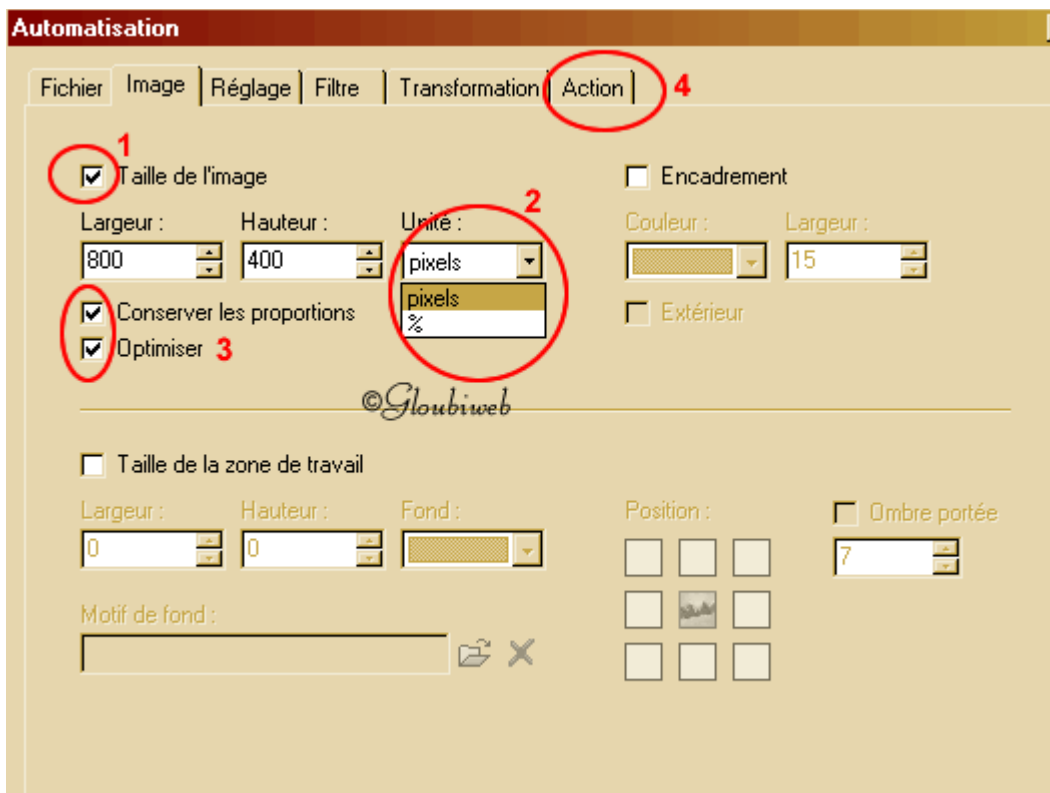 Automatisation
Fichier Image Réglage Filtre Transformation Action 4
1
Taille de l'image Encadrement
2
Largeur : Hauteur : Unité : Couleur : Largeur :
800 400 pixels 15
pixels
Conserver les proportions Extérieur
%
Optimiser 3
©Gloubiweb
Taille de la zone de travail
Largeur : Hauteur : Fond : Position : Ombre portée
0 0 7
Motif de fond :